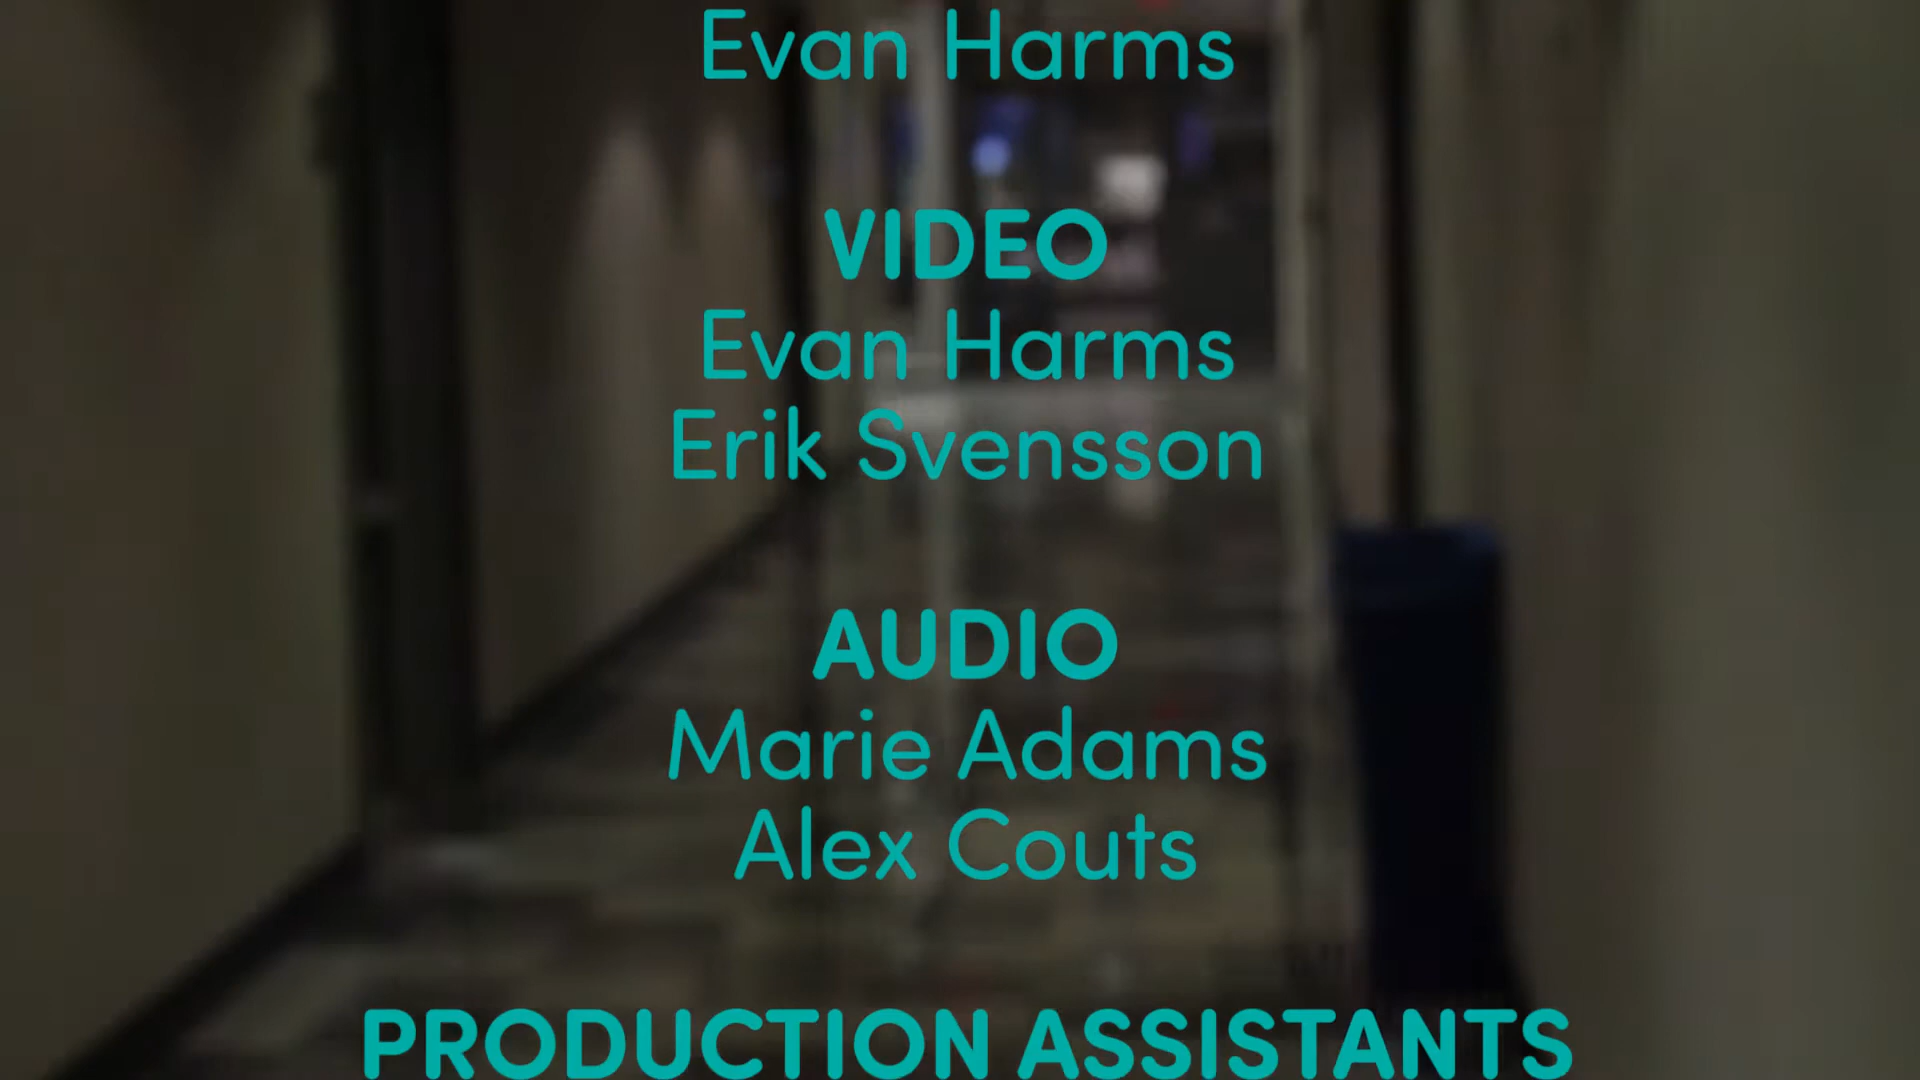 Evan Harms
VIDEO
Evan Harms
Erik Svensson
AUDIO
Marie Adams
Alex Couts
PRODUCTION ASSISTANTS